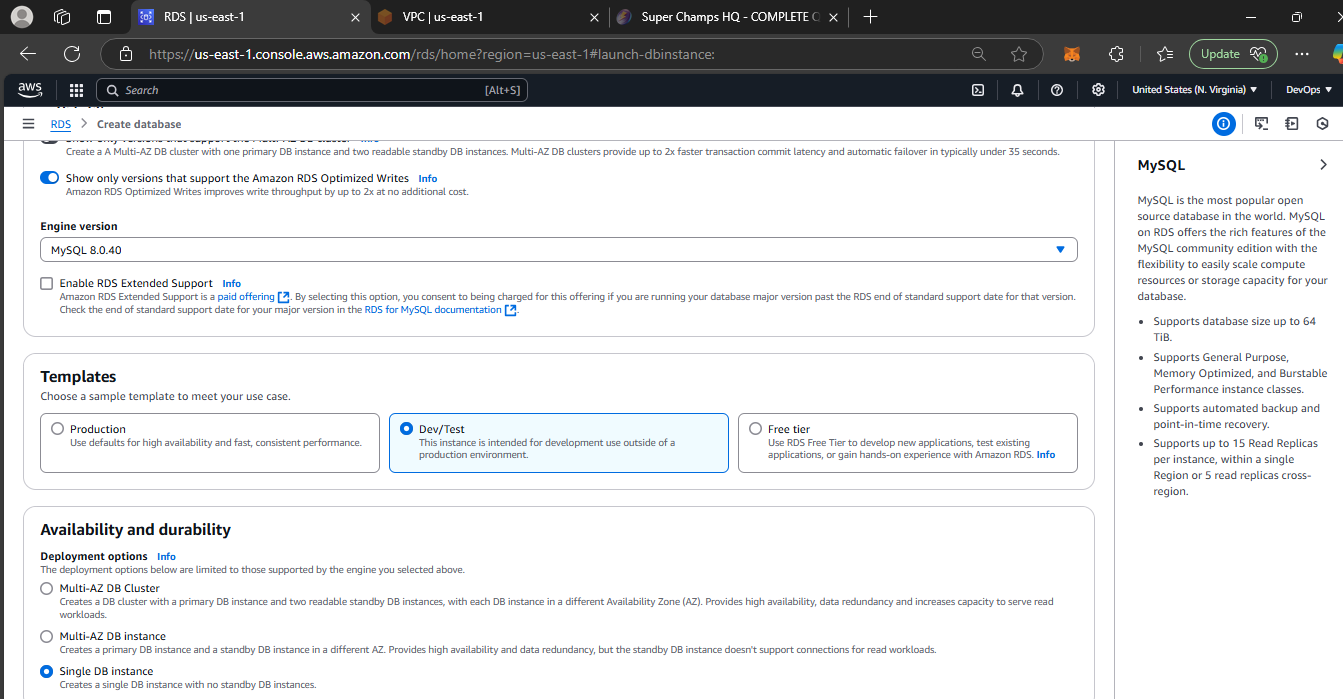 RDS | us-east-1
VPC | us-east-1
Super Champs HQ - COMPLETE
https://us-east-1.console.aws.amazon.com/rds/home?region=us-east-1#launch-dbinstance:
Update
aws
Search
[Alt+S]
United States (N. Virginia)
DevOps
RDS
Create database
Create a A Multi-AZ DB cluster with one primary DB instance and two readable standby DB instances. Multi-AZ DB clusters provide up to 2x faster transaction commit latency and automatic failover in typically under 35 seconds.
Show only versions that support the Amazon RDS Optimized Writes Info
Amazon RDS Optimized Writes improves write throughput by up to 2x at no additional cost.
Engine version
MySQL 8.0.40
Enable RDS Extended Support Info
Amazon RDS Extended Support is a paid offering. By selecting this option, you consent to being charged for this offering if you are running your database major version past the RDS end of standard support date for that version.
Check the end of standard support date for your major version in the RDS for MySQL documentation.
Templates
Choose a sample template to meet your use case.
Production
Use defaults for high availability and fast, consistent performance.
Dev/Test
This instance is intended for development use outside of a
production environment.
Free tier
Use RDS Free Tier to develop new applications, test existing
applications, or gain hands-on experience with Amazon RDS. Info
Availability and durability
Deployment options Info
The deployment options below are limited to those supported by the engine you selected above.
Multi-AZ DB Cluster
Creates a DB cluster with a primary DB instance and two readable standby DB instances, with each DB instance in a different Availability Zone (AZ). Provides high availability, data redundancy and increases capacity to serve read
workloads.
Multi-AZ DB instance
Creates a primary DB instance and a standby DB instance in a different AZ. Provides high availability and data redundancy, but the standby DB instance doesn't support connections for read workloads.
Single DB instance
Creates a single DB instance with no standby DB instances.
MySQL
MySQL is the most popular open
source database in the world. MySQL
on RDS offers the rich features of the
MySQL community edition with the
flexibility to easily scale compute
resources or storage capacity for your
database.
• Supports database size up to 64
TiB.
• Supports General Purpose,
Memory Optimized, and Burstable
Performance instance classes.
• Supports automated backup and
point-in-time recovery.
• Supports up to 15 Read Replicas
per instance, within a single
Region or 5 read replicas cross-
region.